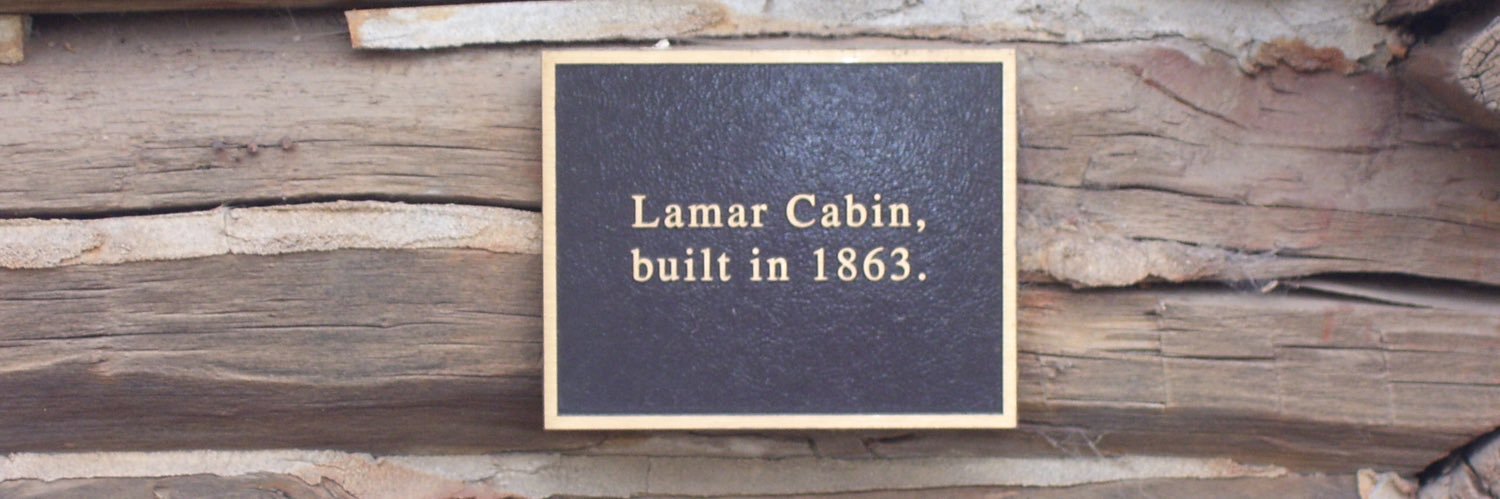 Lamar Cabin,
built in 1863.